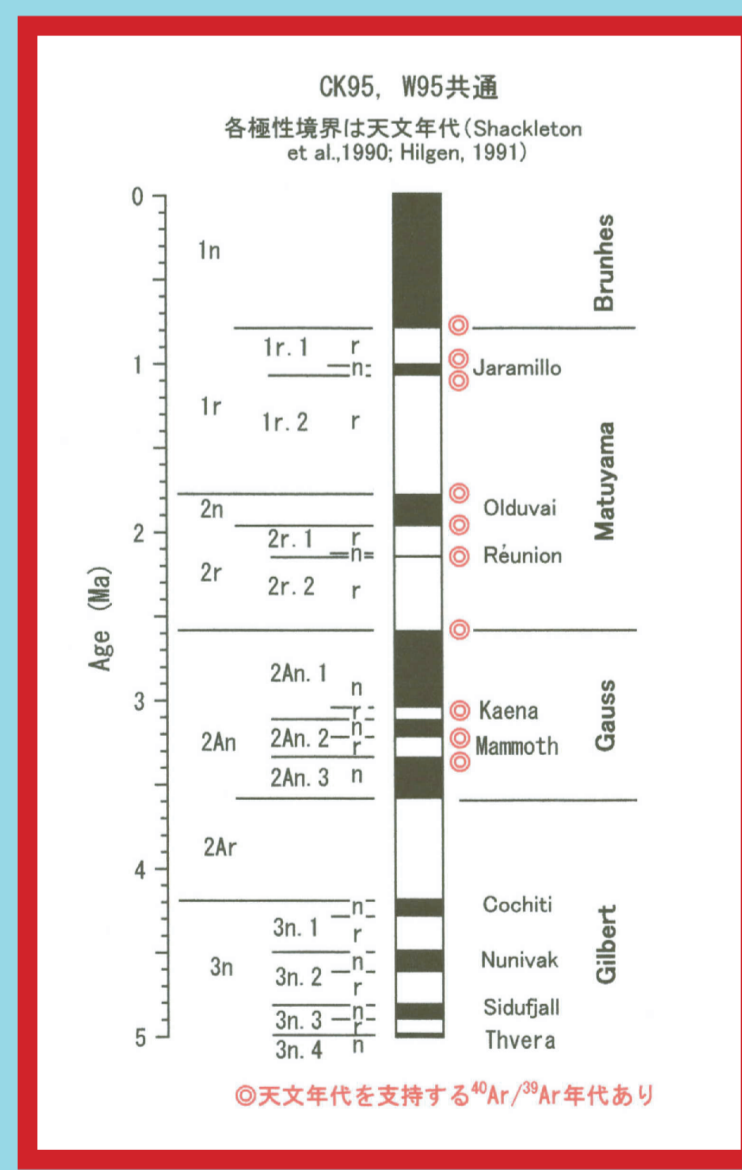 CK95, W95共通
各極性境界は天文年代(Shackleton
et al.,1990; Hilgen, 1991)
Age (Ma)
0
1
2
3
4
5
1n
1r.1 r
n
1r
1r.2 r
2n
2r.1 r
n
2r
2r.2 r
2An.1
n
r
n
2An
2An.2
r
2An.3 n
2Ar
n
3n.1
r
3n
n
3n.2
r
n
3n.3
r
3n.4 n
Jaramillo
Olduvai
Réunion
Kaena
Mammoth
Cochiti
Nunivak
Sidufjall
Thvera
Brunhes
Matuyama
Gauss
Gilbert
◎天文年代を支持する⁴⁰Ar/³⁹Ar年代あり